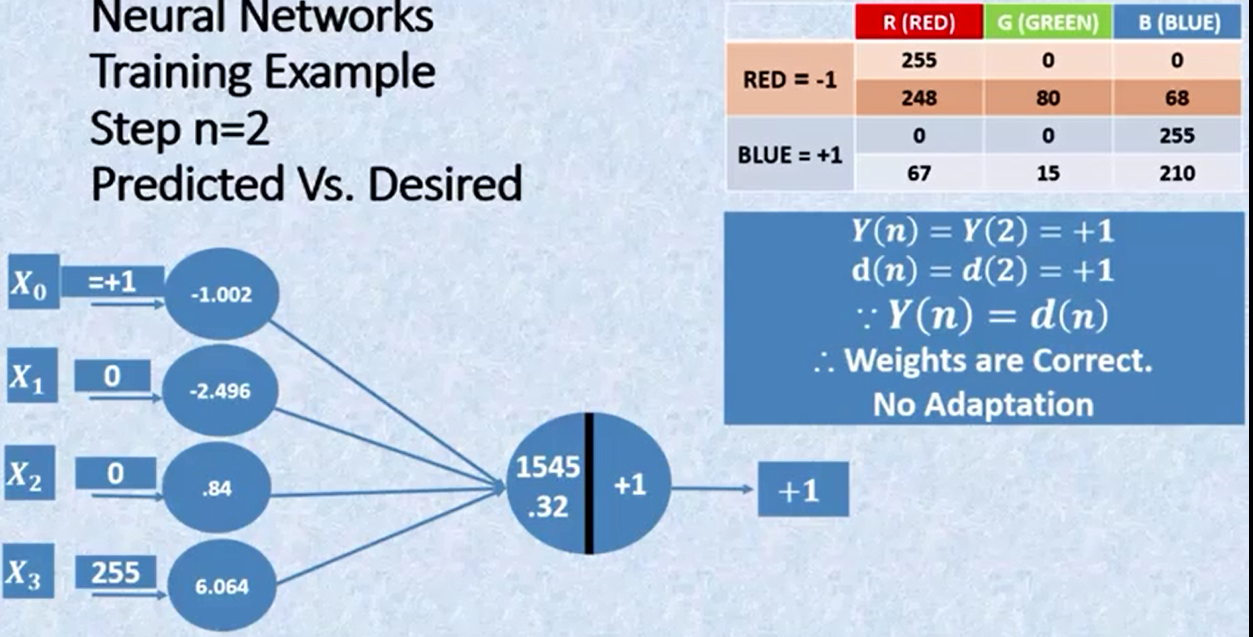 Neural Networks
Training Example
Step n=2
Predicted Vs. Desired
R (RED) G (GREEN) B (BLUE)
RED = -1
255 0 0
248 80 68
BLUE = +1
0 0 255
67 15 210
Y(n) = Y(2) = +1
d(n) = d(2) = +1
∵ Y(n) = d(n)
∴ Weights are Correct.
No Adaptation
X₀ =+1 -1.002
X₁ 0 -2.496
X₂ 0 .84
X₃ 255 6.064
1545
.32
+1
+1